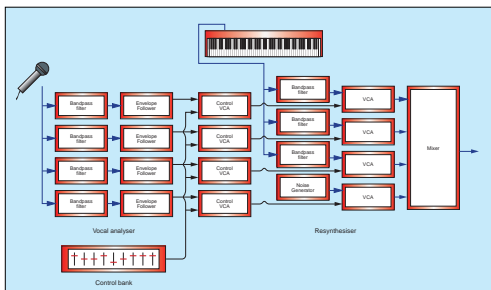 Bandpass
filter
Bandpass
filter
Bandpass
filter
Noise
Generator
VCA
VCA
VCA
VCA
Mixer
Bandpass
filter
Envelope
Follower
Control
VCA
Bandpass
filter
Envelope
Follower
Control
VCA
Bandpass
filter
Envelope
Follower
Control
VCA
Bandpass
filter
Envelope
Follower
Control
VCA
Vocal analyser
Resynthesiser
Control bank